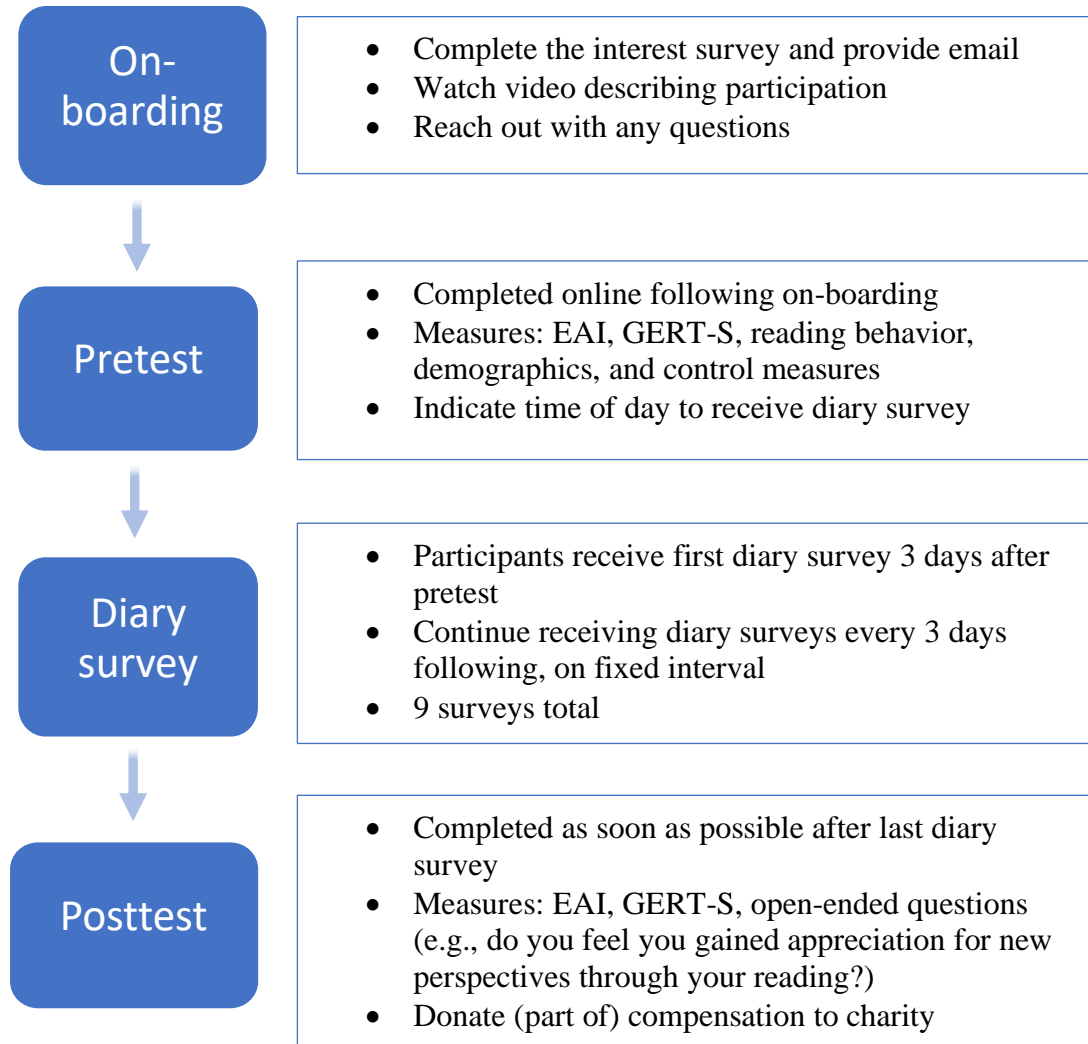 On-
boarding
• Complete the interest survey and provide email
• Watch video describing participation
• Reach out with any questions
Pretest
• Completed online following on-boarding
• Measures: EAI, GERT-S, reading behavior,
demographics, and control measures
• Indicate time of day to receive diary survey
Diary
survey
• Participants receive first diary survey 3 days after
pretest
• Continue receiving diary surveys every 3 days
following, on fixed interval
• 9 surveys total
Posttest
• Completed as soon as possible after last diary
survey
• Measures: EAI, GERT-S, open-ended questions
(e.g., do you feel you gained appreciation for new
perspectives through your reading?)
• Donate (part of) compensation to charity